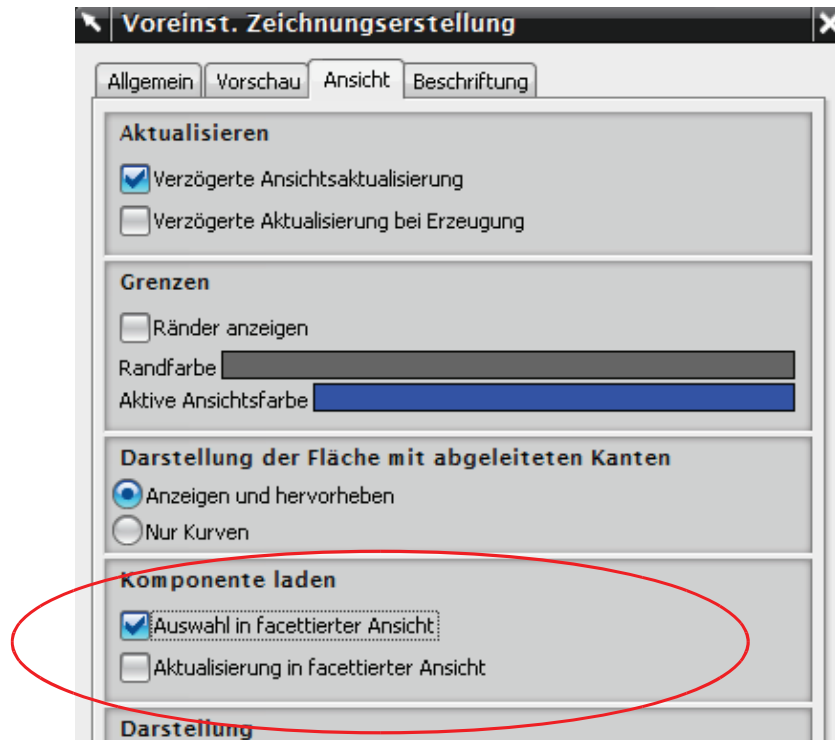 Voreinst. Zeichnungserstellung
Allgemein Vorschau Ansicht Beschriftung
Aktualisieren
Verzögerte Ansichtsaktualisierung
Verzögerte Aktualisierung bei Erzeugung
Grenzen
Ränder anzeigen
Randfarbe
Aktive Ansichtsfarbe
Darstellung der Fläche mit abgeleiteten Kanten
Anzeigen und hervorheben
Nur Kurven
Komponente laden
Auswahl in facettierter Ansicht
Aktualisierung in facettierter Ansicht
Darstellung